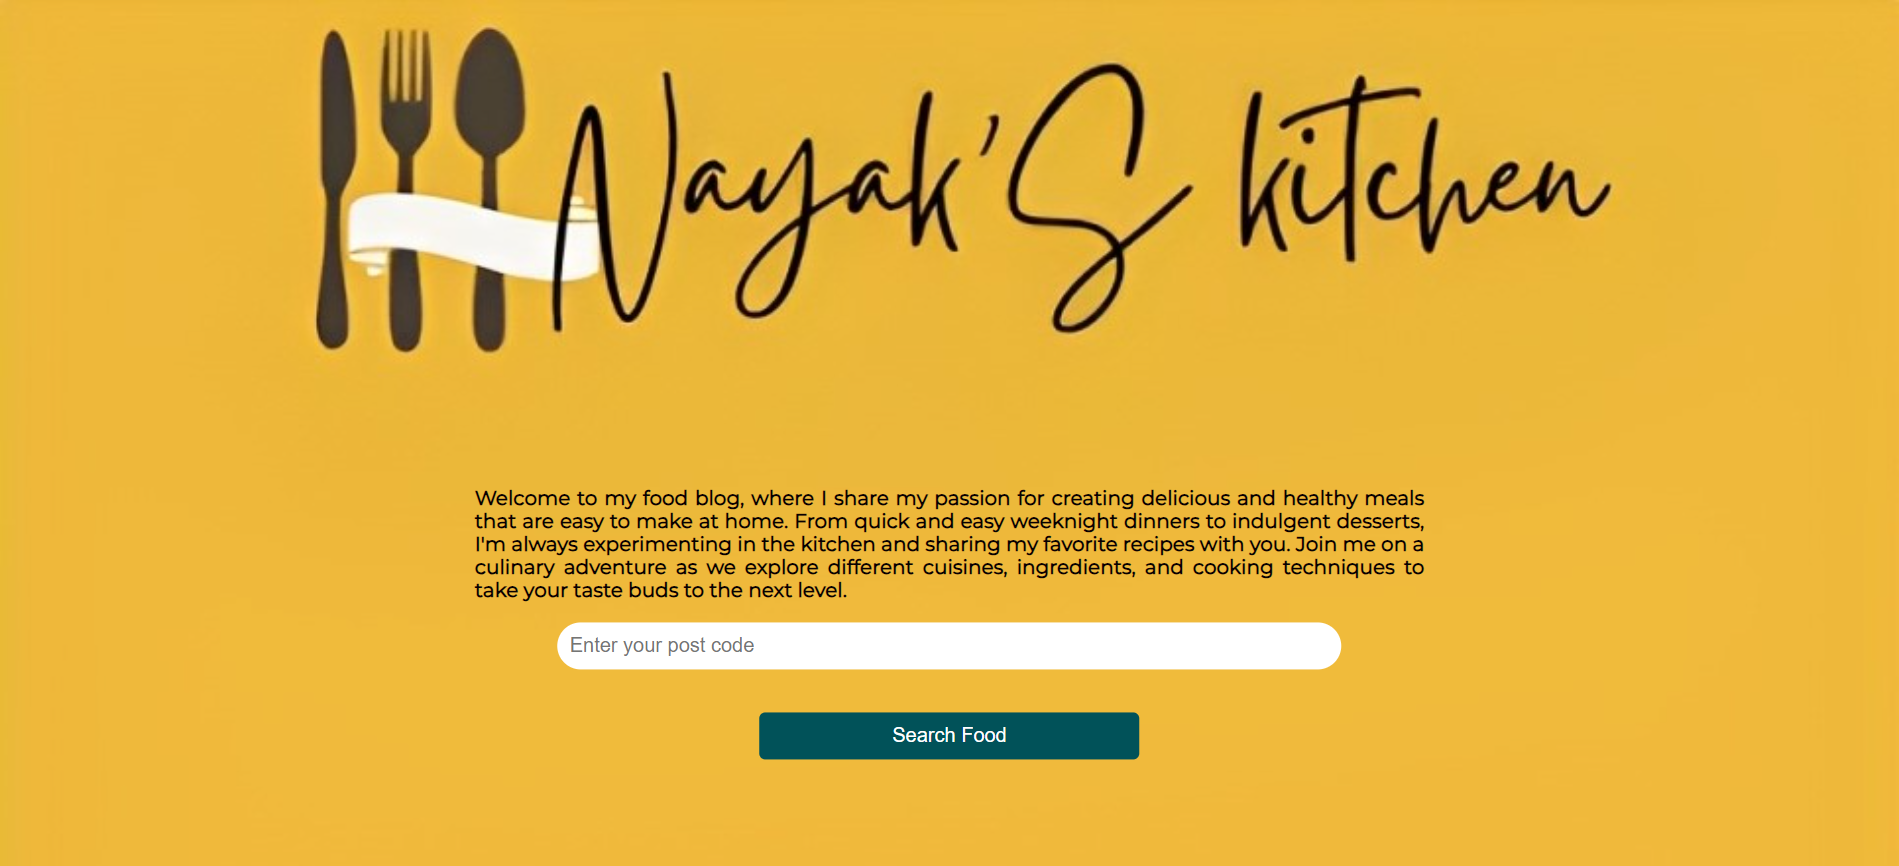 Nayak'S kitchen
Welcome to my food blog, where I share my passion for creating delicious and healthy meals
that are easy to make at home. From quick and easy weeknight dinners to indulgent desserts,
I'm always experimenting in the kitchen and sharing my favorite recipes with you. Join me on a
culinary adventure as we explore different cuisines, ingredients, and cooking techniques to
take your taste buds to the next level.
Enter your post code
Search Food